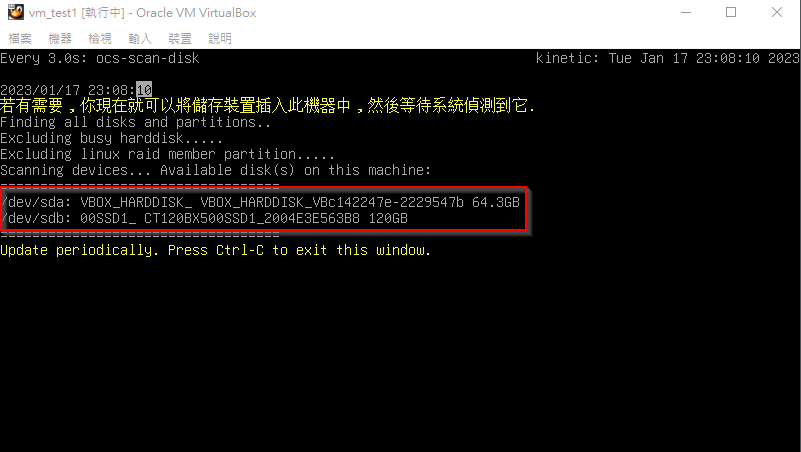 vm_test1 [執行中] - Oracle VM VirtualBox
檔案 機器 檢視 輸入 裝置 說明
Every 3.0s: ocs-scan-disk kinetic: Tue Jan 17 23:08:10 2023
2023/01/17 23:08:10
若有需要，你現在就可以將儲存裝置插入此機器中，然後等待系統偵測到它.
Finding all disks and partitions..
Excluding busy harddisk.....
Excluding linux raid member partition.....
Scanning devices... Available disk(s) on this machine:
===================================
/dev/sda: VBOX_HARDDISK_ VBOX_HARDDISK_VBc142247e-2229547b 64.3GB
/dev/sdb: 00SSD1_ CT120BX500SSD1_2004E3E563B8 120GB
===================================
Update periodically. Press Ctrl-C to exit this window.